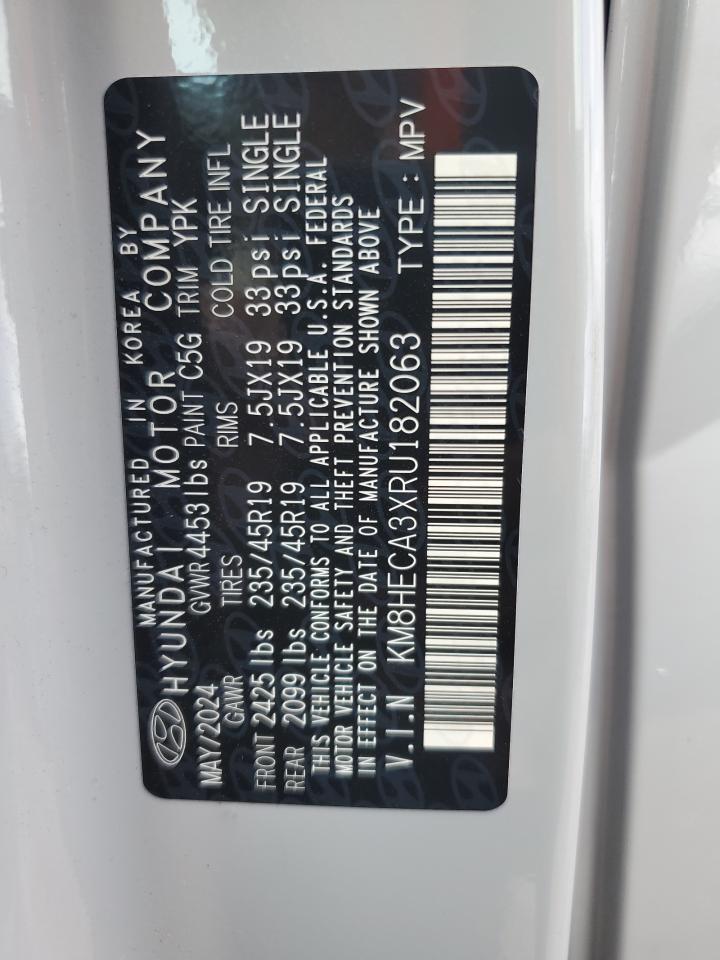 MANUFACTURED IN KOREA BY
HYUNDAI MOTOR COMPANY
MAY/2024 GVWR4453lbs PAINT C5G TRIM YPK
GAWR TIRES RIMS COLD TIRE INFL
FRONT 2425lbs 235/45R19 7.5JX19 33psi SINGLE
REAR 2099lbs 235/45R19 7.5JX19 33psi SINGLE
THIS VEHICLE CONFORMS TO ALL APPLICABLE U.S.A. FEDERAL
MOTOR VEHICLE SAFETY AND THEFT PREVENTION STANDARDS
IN EFFECT ON THE DATE OF MANUFACTURE SHOWN ABOVE
V.I.N KM8HECA3XRU182063 TYPE : MPV